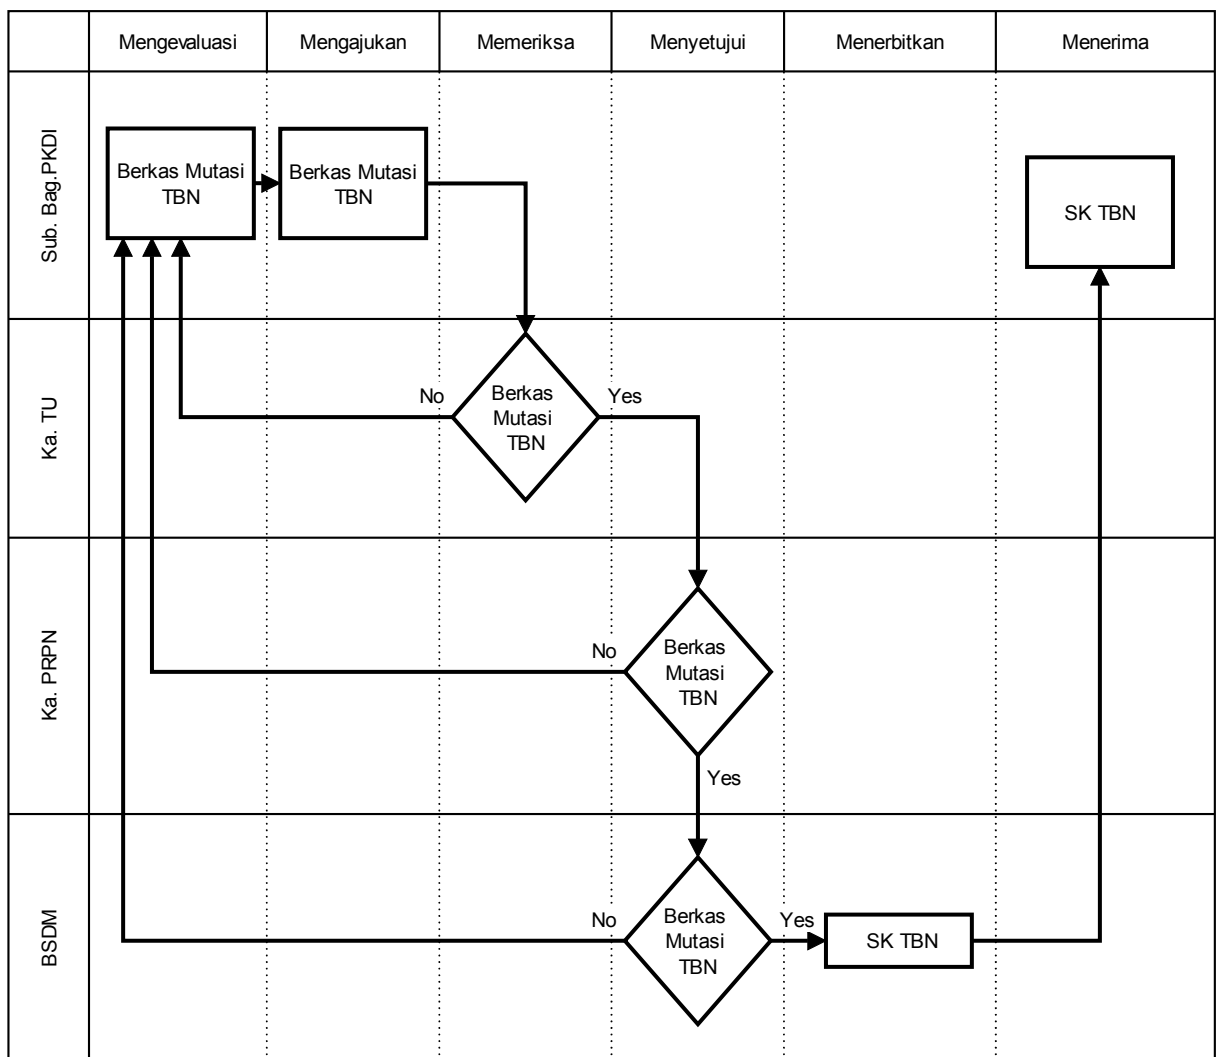 Mengevaluasi
Mengajukan
Memeriksa
Menyetujui
Menerbitkan
Menerima
Sub. Bag.PKDI
Berkas Mutasi
TBN
Berkas Mutasi
TBN
SK TBN
Ka. TU
No
Berkas
Mutasi
TBN
Yes
Ka. PRPN
No
Berkas
Mutasi
TBN
Yes
BSDM
No
Berkas
Mutasi
TBN
Yes
SK TBN